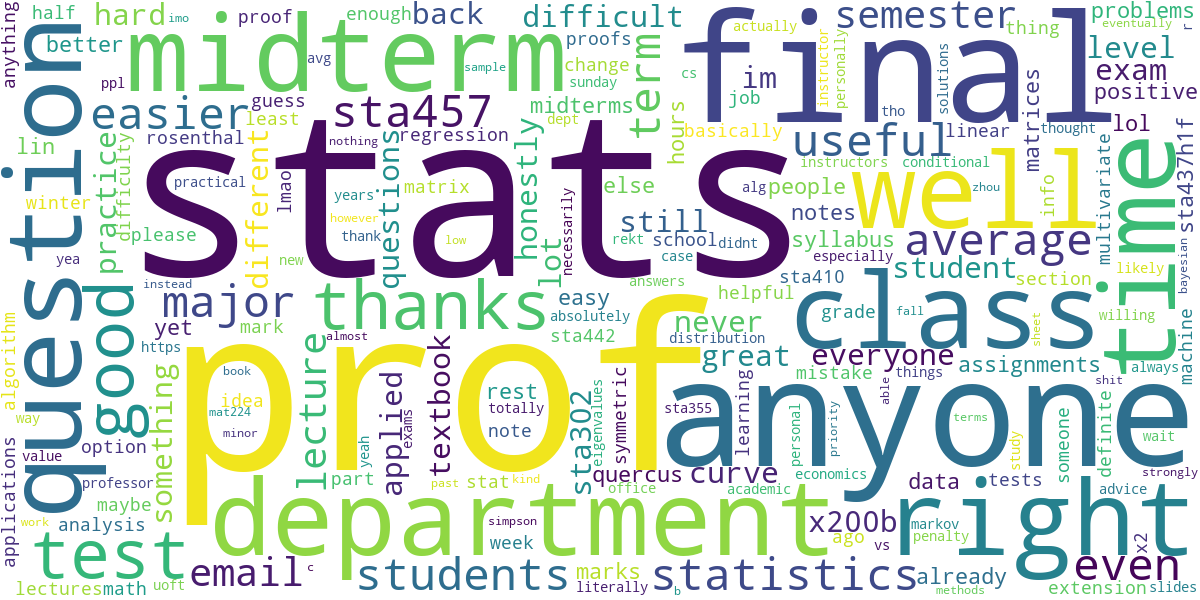 half
imo
proof
enough
back
difficult
semester
problems
hard
midterm
final
eventually
r
anything
better
avg
proofs
actually
thing
level
ppl
sample
change
term
im
cs
instructor
personally
solutions
exam
question
easier
guess
sta457
sunday
job
positive
least
midterms
hours
tho
lin
rosenthal
nothing
regression
dept
basically
useful
linear
matrices
thought
lol
sta437h1f
practice
difficulty
different
lmao
stats
questions
honestly
instructors
conditional
practical
years
matrix
else
alg
people
well
zhou
info
multivariate
time
winter
however
necessarily
lot
still
notes
please
thank
low
rekt
school
didnt
average
yea
case
especially
syllabus
new
answers
sta410
student
section
likely
bayesian
instead
major
thanks
easy
helpful
class
willing
good
yet
mark
absolutely
never
grade
fall
algorithm
https
almost
sta442
distribution
great
everyone
sheet
machine
always
something
prof
lecture
textbook
symmetric
mistake
things
assignments
way
book
applied
rest
eigenvalues
learning
able
shit
idea
exams
totally
sta355
anyone
mat224
terms
option
minor
note
sta302
personal
priority
study
someone
definite
wait
applications
value
yeah
part
stat
kind
quercus
curve
economics
strongly
professor
past
office
academic
data
tests
advice
work
maybe
department
right
analysis
simpson
x200b
markov
penalty
test
week
ago
vs
x2
uoft
even
lectures
math
email
c
students
marks
literally
b
statistics
already
methods
extension
slides